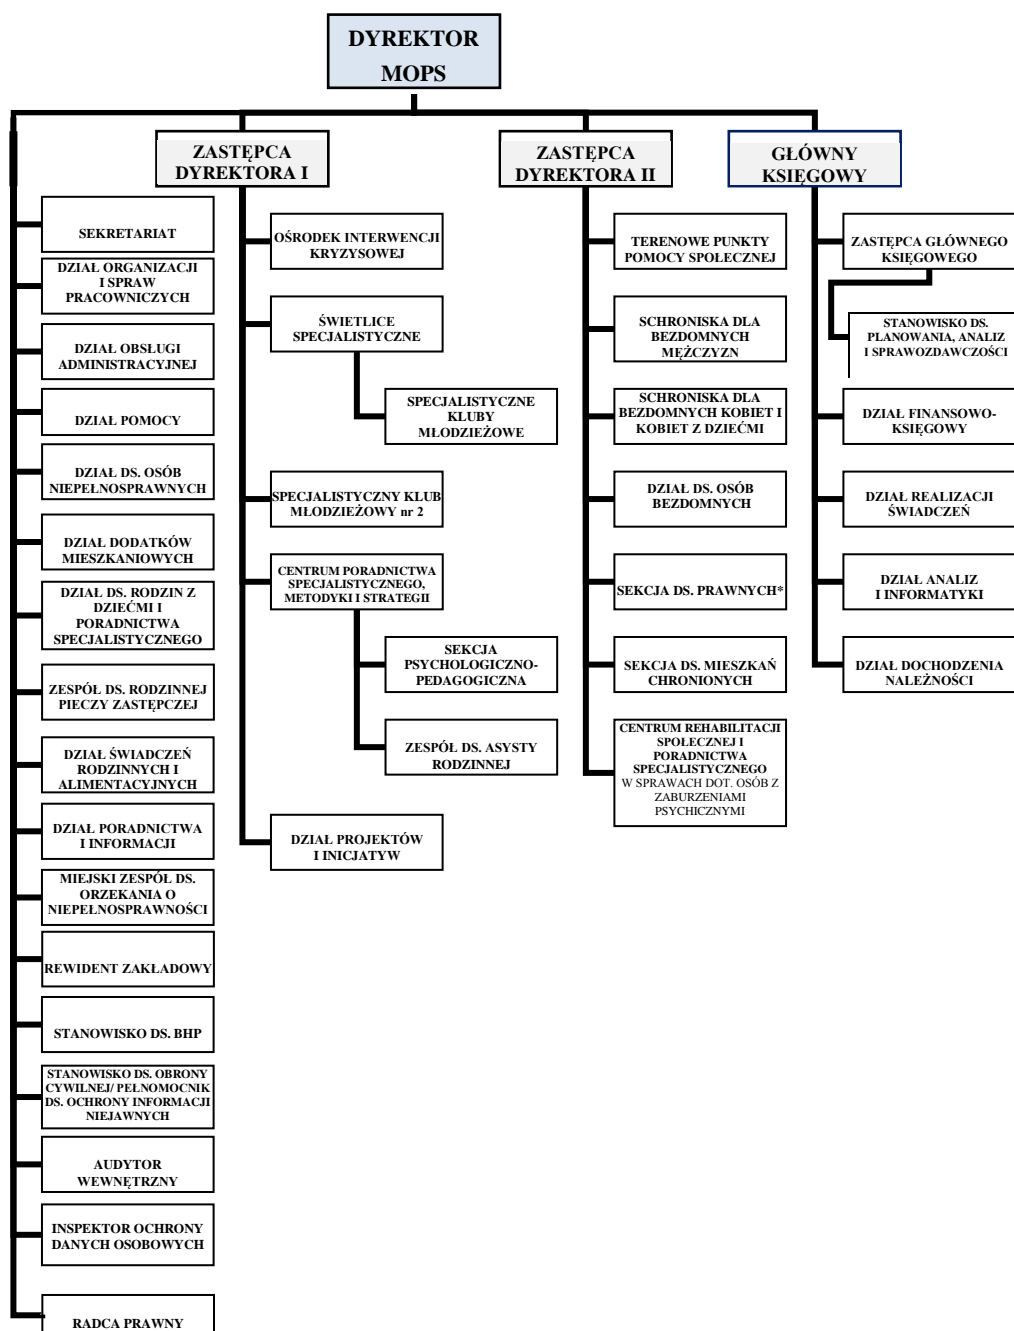 DYREKTOR
MOPS
ZASTĘPCA
DYREKTORA I
ZASTĘPCA
DYREKTORA II
GŁÓWNY
KSIĘGOWY
SEKRETARIAT
DZIAŁ ORGANIZACJI
I SPRAW
PRACOWNICZYCH
DZIAŁ OBSŁUGI
ADMINISTRACYJNEJ
DZIAŁ POMOCY
DZIAŁ DS. OSÓB
NIEPEŁNOSPRAWNYCH
DZIAŁ DODATKÓW
MIESZKANIOWYCH
DZIAŁ DS. RODZIN Z
DZIEĆMI I
PORADNICTWA
SPECJALISTYCZNEGO
ZESPÓŁ DS. RODZINNEJ
PIECZY ZASTĘPCZEJ
DZIAŁ ŚWIADCZEŃ
RODZINNYCH I
ALIMENTACYJNYCH
DZIAŁ PORADNICTWA
I INFORMACJI
MIEJSKI ZESPÓŁ DS.
ORZEKANIA O
NIEPEŁNOSPRAWNOŚCI
REWIDENT ZAKŁADOWY
STANOWISKO DS. BHP
STANOWISKO DS. OBRONY
CYWILNEJ/ PEŁNOMOCNIK
DS. OCHRONY INFORMACJI
NIEJAWNYCH
AUDYTOR
WEWNĘTRZNY
INSPEKTOR OCHRONY
DANYCH OSOBOWYCH
RADCA PRAWNY
OŚRODEK INTERWENCJI
KRYZYSOWEJ
ŚWIETLICE
SPECJALISTYCZNE
SPECJALISTYCZNE
KLUBY
MŁODZIEŻOWE
SPECJALISTYCZNY KLUB
MŁODZIEŻOWY nr 2
CENTRUM PORADNICTWA
SPECJALISTYCZNEGO,
METODYKI I STRATEGII
SEKCJA
PSYCHOLOGICZNO-
PEDAGOGICZNA
ZESPÓŁ DS. ASYSTY
RODZINNEJ
DZIAŁ PROJEKTÓW
I INICJATYW
TERENOWE PUNKTY
POMOCY SPOŁECZNEJ
SCHRONISKA DLA
BEZDOMNYCH
MĘŻCZYZN
SCHRONISKA DLA
BEZDOMNYCH KOBIET I
KOBIET Z DZIEĆMI
DZIAŁ DS. OSÓB
BEZDOMNYCH
SEKCJA DS. PRAWNYCH*
SEKCJA DS. MIESZKAŃ
CHRONIONYCH
CENTRUM REHABILITACJI
SPOŁECZNEJ I
PORADNICTWA
SPECJALISTYCZNEGO
W SPRAWACH DOT. OSÓB Z
ZABURZENIAMI
PSYCHICZNYMI
ZASTĘPCA GŁÓWNEGO
KSIĘGOWEGO
STANOWISKO DS.
PLANOWANIA, ANALIZ
I SPRAWOZDAWCZOŚCI
DZIAŁ FINANSOWO-
KSIĘGOWY
DZIAŁ REALIZACJI
ŚWIADCZEŃ
DZIAŁ ANALIZ
I INFORMATYKI
DZIAŁ DOCHODZENIA
NALEŻNOŚCI